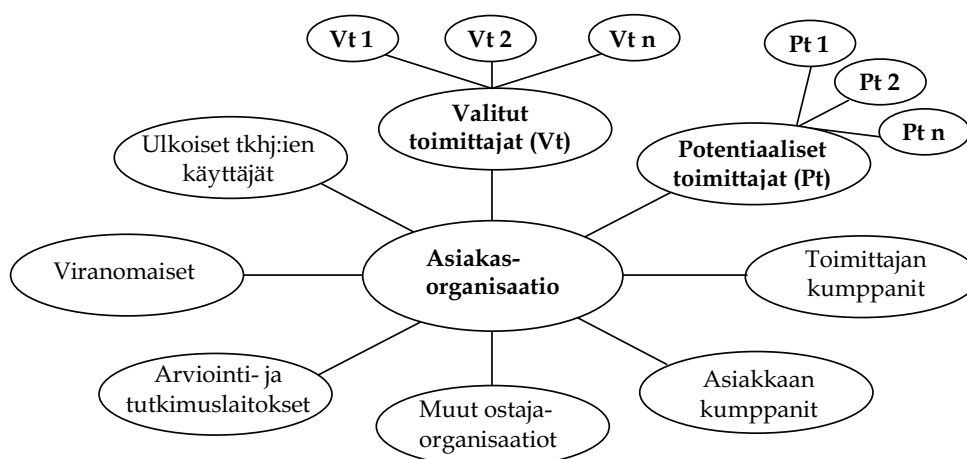 Vt 1
Vt 2
Vt n
Pt 1
Pt 2
Pt n
Valitut
toimittajat (Vt)
Potentiaaliset
toimittajat (Pt)
Ulkoiset tkhj:ien
käyttäjät
Viranomaiset
Asiakas-
organisaatio
Toimittajan
kumppanit
Arviointi- ja
tutkimuslaitokset
Muut ostaja-
organisaatiot
Asiakkaan
kumppanit